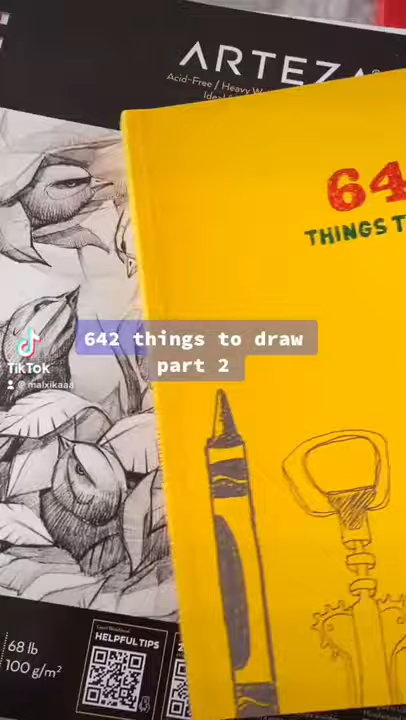 ARTEZA
Acid-Free / Heavy
64
THINGS
642 things to draw
part 2
TikTok
@malxikaaa
68 lb
100 g/m²
HELPFUL TIPS